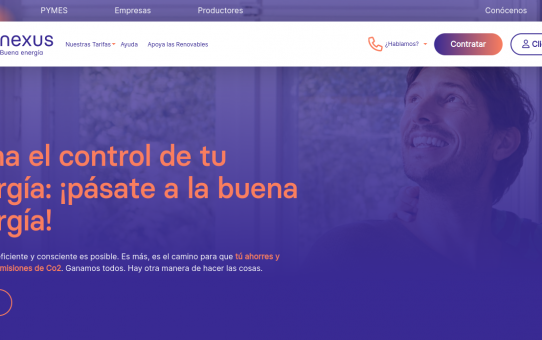 PYMES Empresas Productores Conócenos
nexus
Buena energía
Nuestras Tarifas Ayuda Apoya las Renovables ¿Hablamos? Contratar Cli
a el control de tu
rgía: ¡pásate a la buena
rgía!
ficiente y consciente es posible. Es más, es el camino para que tú ahorres y
misiones de Co2. Ganamos todos. Hay otra manera de hacer las cosas.